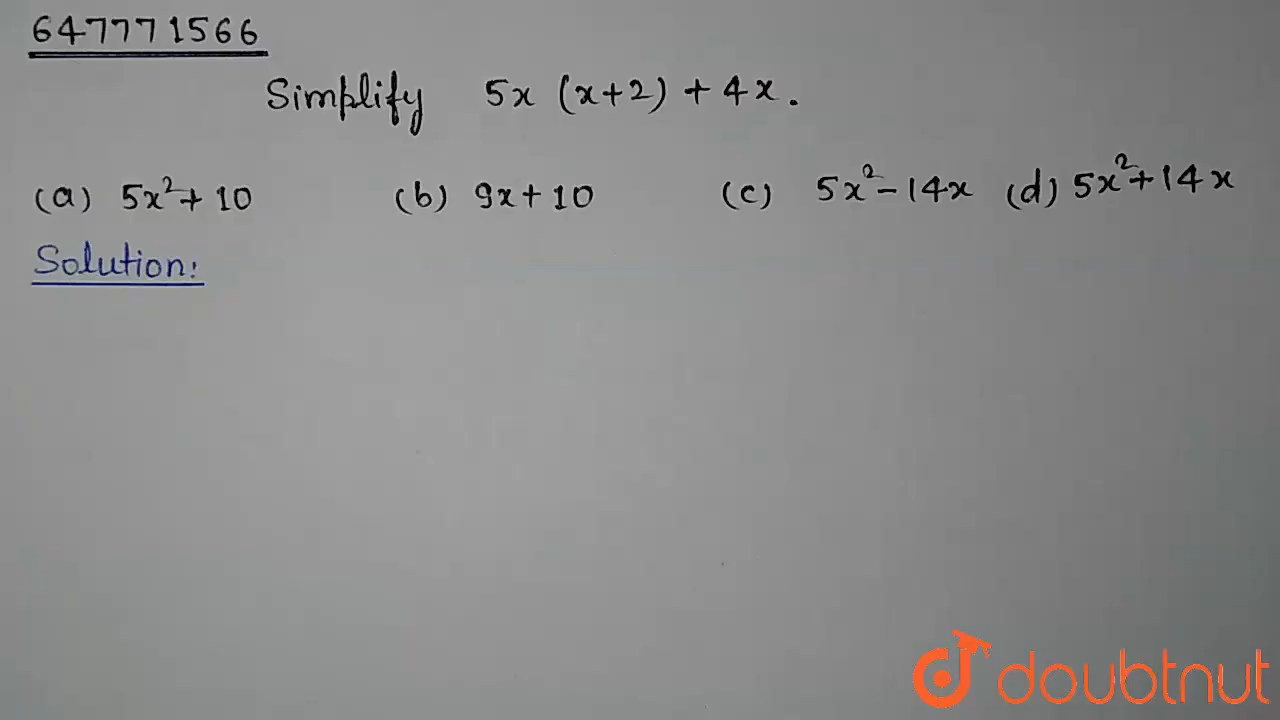 647771566
Simplify 5x (x+2) + 4x.
(a) 5x²+ 10 (b) 9x+10 (c) 5x²-14x (d) 5x²+14x
Solution:
doubtnut